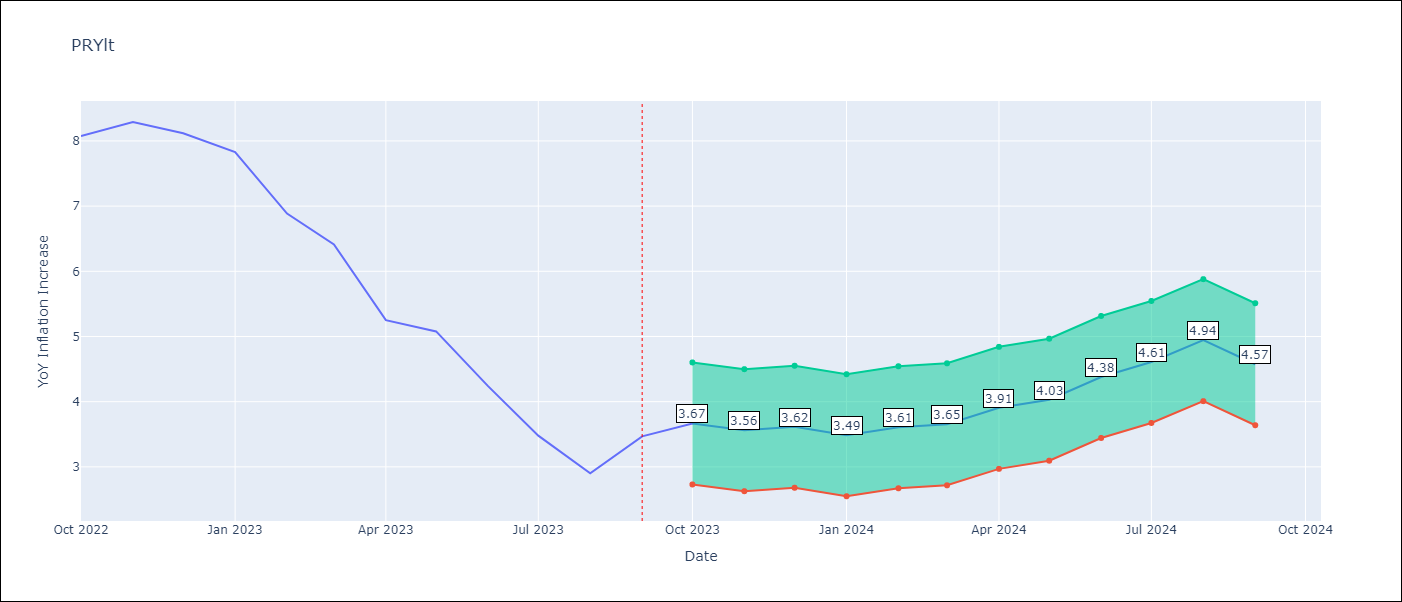 PRYlt
YoY Inflation Increase
8
7
6
5
4
3
3.67
3.56
3.62
3.49
3.61
3.65
3.91
4.03
4.38
4.61
4.94
4.57
Oct 2022
Jan 2023
Apr 2023
Jul 2023
Oct 2023
Jan 2024
Apr 2024
Jul 2024
Oct 2024
Date